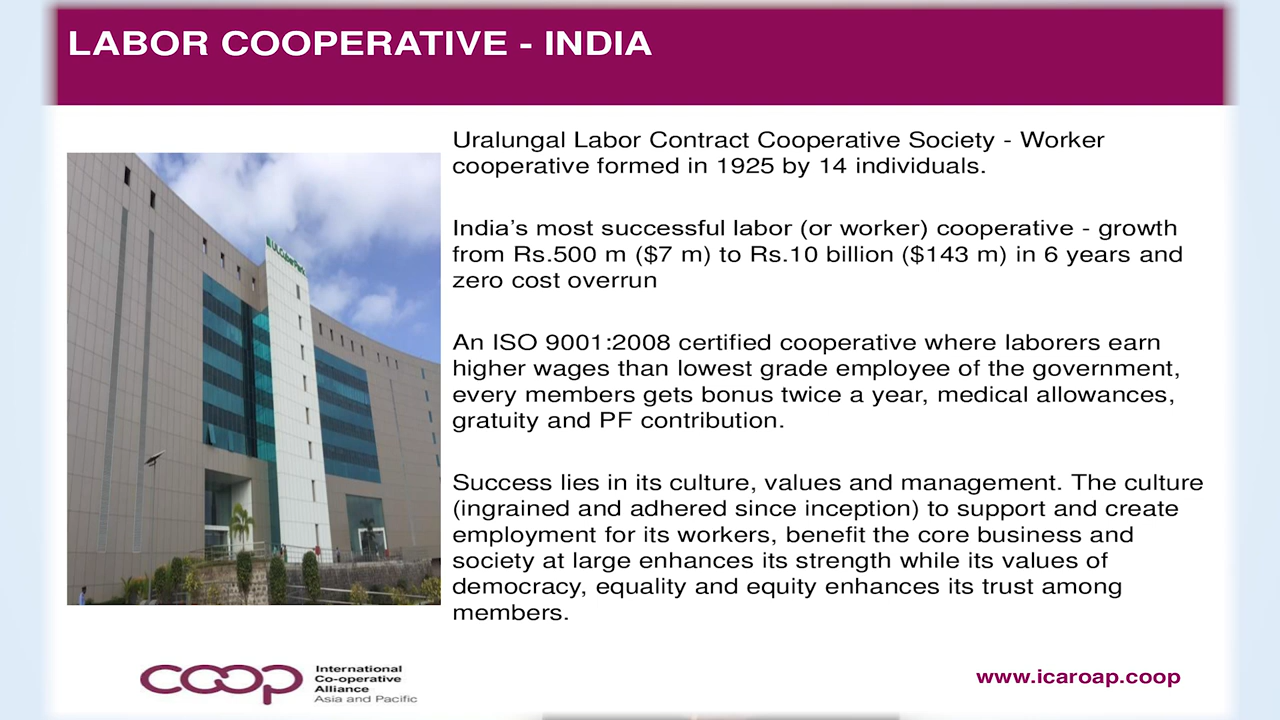 LABOR COOPERATIVE - INDIA
Uralungal Labor Contract Cooperative Society - Worker
cooperative formed in 1925 by 14 individuals.
India's most successful labor (or worker) cooperative - growth
from Rs.500 m ($7 m) to Rs.10 billion ($143 m) in 6 years and
zero cost overrun
An ISO 9001:2008 certified cooperative where laborers earn
higher wages than lowest grade employee of the government,
every members gets bonus twice a year, medical allowances,
gratuity and PF contribution.
Success lies in its culture, values and management. The culture
(ingrained and adhered since inception) to support and create
employment for its workers, benefit the core business and
society at large enhances its strength while its values of
democracy, equality and equity enhances its trust among
members.
UL CyberPark
coop
International
Co-operative
Alliance
Asia and Pacific
www.icaroap.coop